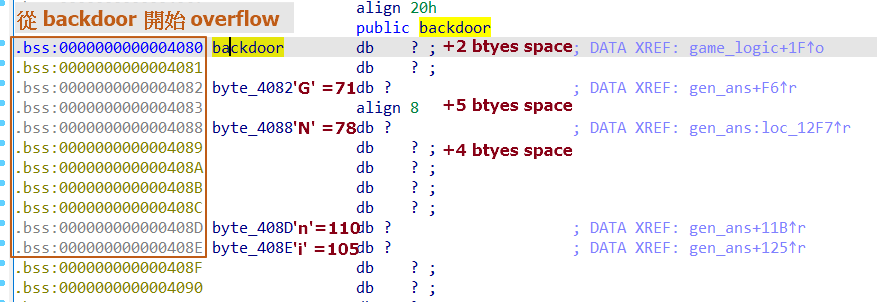 從 backdoor 開始 overflow
align 20h
public backdoor
.bss:0000000000004080 backdoor db ? ; +2 btyes space ; DATA XREF: game_logic+1F↑o
.bss:0000000000004081 db ? ;
.bss:0000000000004082 byte_4082'G' =71 db ? ; DATA XREF: gen_ans+F6↑r
.bss:0000000000004083 align 8 +5 btyes space
.bss:0000000000004088 byte_4088'N' =78 db ? ; DATA XREF: gen_ans:loc_12F7↑r
.bss:0000000000004089 db ? ; +4 btyes space
.bss:000000000000408A db ? ;
.bss:000000000000408B db ? ;
.bss:000000000000408C db ? ;
.bss:000000000000408D byte_408D'n'=110 db ? ; DATA XREF: gen_ans+11B↑r
.bss:000000000000408E byte_408E'i' =105 db ? ; DATA XREF: gen_ans+125↑r
.bss:000000000000408F db ? ;
.bss:0000000000004090 db ? ;